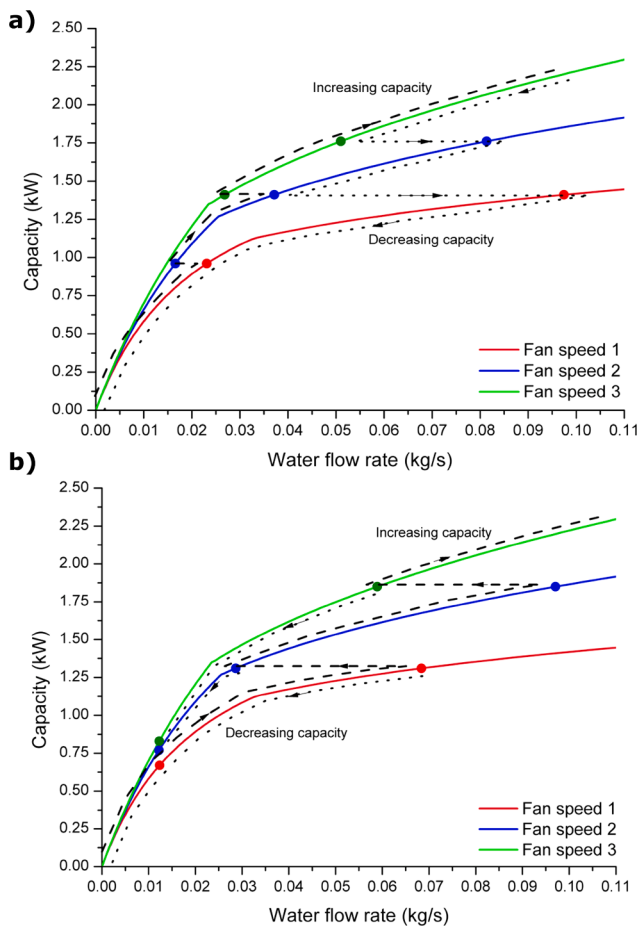 a)
2.50
2.25
2.00
1.75
1.50
1.25
1.00
0.75
0.50
0.25
0.00
Capacity (kW)
Increasing capacity
Decreasing capacity
Fan speed 1
Fan speed 2
Fan speed 3
0.00 0.01 0.02 0.03 0.04 0.05 0.06 0.07 0.08 0.09 0.10 0.11
Water flow rate (kg/s)
b)
2.50
2.25
2.00
1.75
1.50
1.25
1.00
0.75
0.50
0.25
0.00
Capacity (kW)
Increasing capacity
Decreasing capacity
Fan speed 1
Fan speed 2
Fan speed 3
0.00 0.01 0.02 0.03 0.04 0.05 0.06 0.07 0.08 0.09 0.10 0.11
Water flow rate (kg/s)